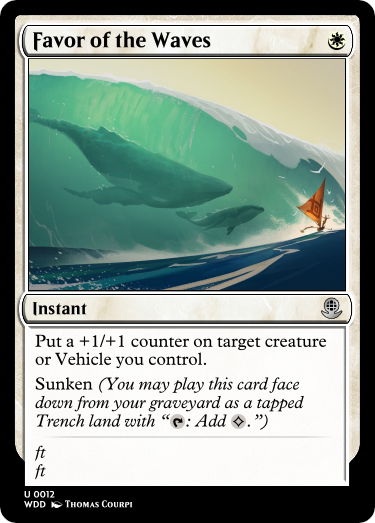 Favor of the Waves
Instant
Put a +1/+1 counter on target creature
or Vehicle you control.
Sunken (You may play this card face
down from your graveyard as a tapped
Trench land with “: Add .”)
ft
ft
U 0012
WDD Thomas Courpi